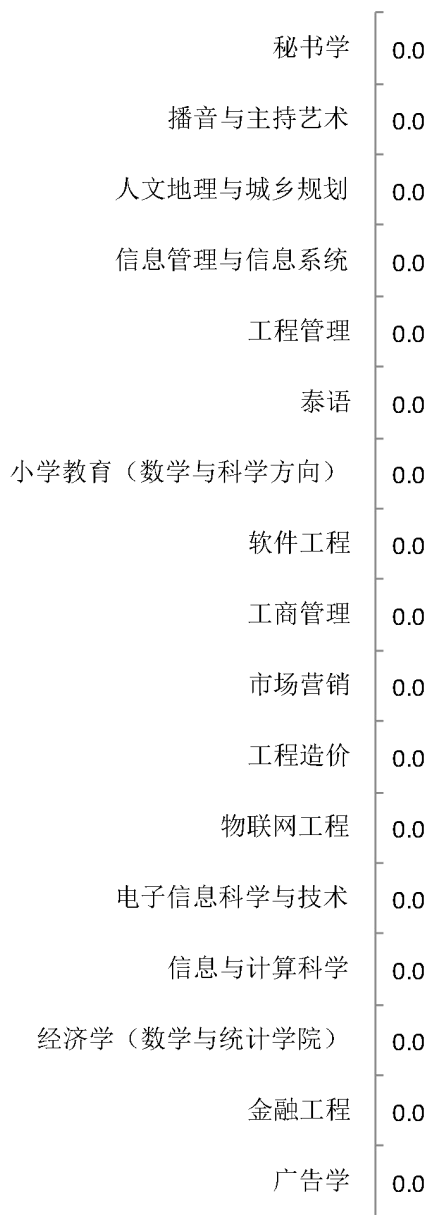 秘书学 0.0
播音与主持艺术 0.0
人文地理与城乡规划 0.0
信息管理与信息系统 0.0
工程管理 0.0
泰语 0.0
小学教育（数学与科学方向） 0.0
软件工程 0.0
工商管理 0.0
市场营销 0.0
工程造价 0.0
物联网工程 0.0
电子信息科学与技术 0.0
信息与计算科学 0.0
经济学（数学与统计学院） 0.0
金融工程 0.0
广告学 0.0